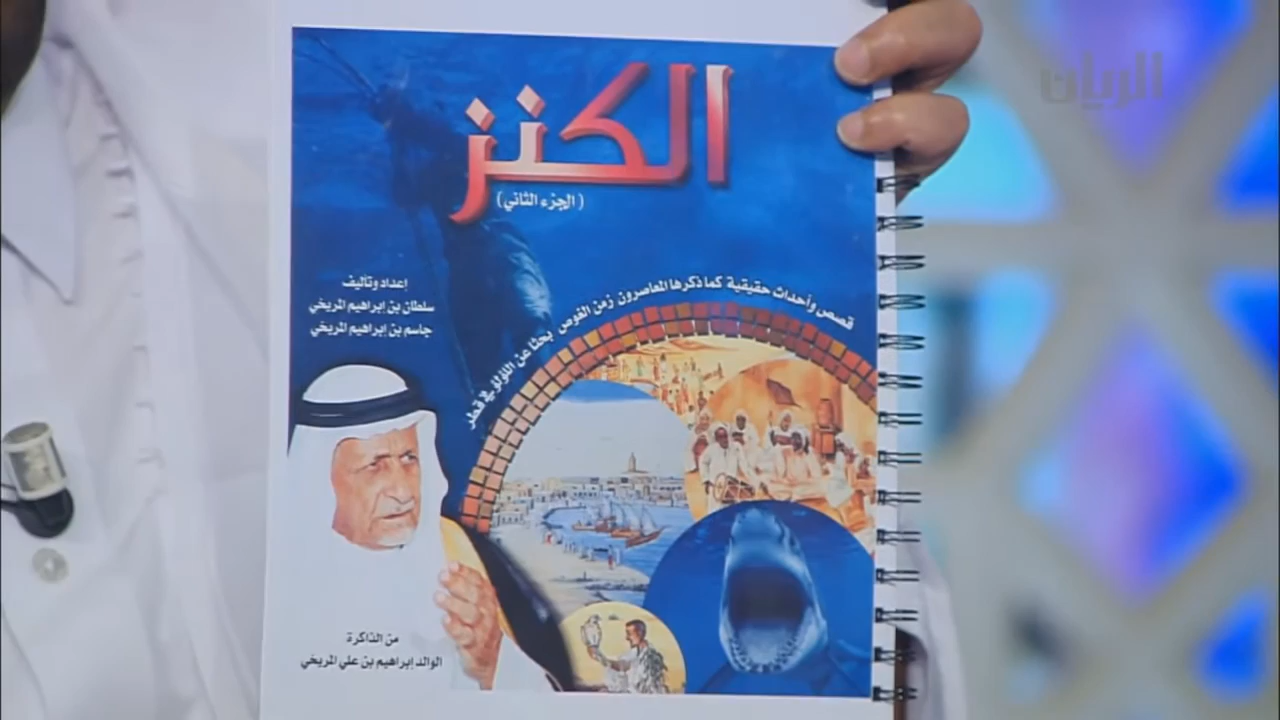 الريان
الكنز
(الجزء الثاني)
إعداد وتأليف
سلطان بن إبراهيم المريخي
جاسم بن إبراهيم المريخي
قصص وأحداث حقيقية كما ذكرها المعاصرون زمن الغوص بحثا عن اللؤلؤ في قطر
من الذاكرة
الوالد إبراهيم بن علي المريخي